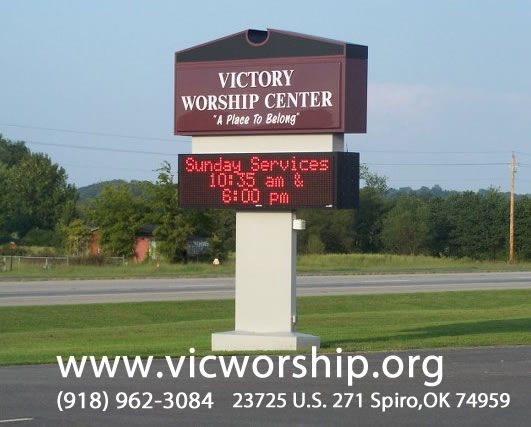 VICTORY
WORSHIP CENTER
"A Place To Belong"
Sunday Services
10:35 am &
6:00 pm
www.vicworship.org
(918) 962-3084 23725 U.S. 271 Spiro,OK 74959